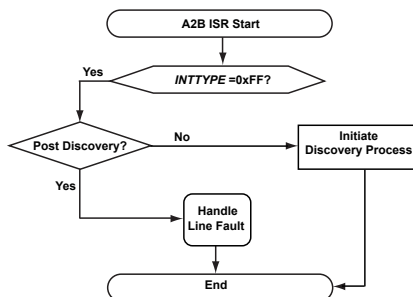 A2B ISR Start
Yes
INTTYPE =0xFF?
Post Discovery?
No
Initiate
Discovery Process
Yes
Handle
Line Fault
End